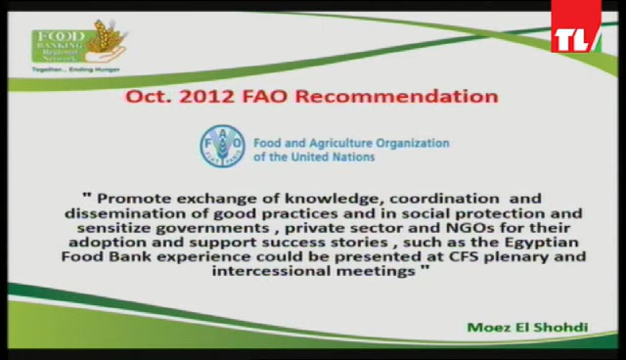 FOOD
BANKING
Regional
Network
Together... Ending Hunger
TL
Oct. 2012 FAO Recommendation
F A O
FIAT PANIS
Food and Agriculture Organization
of the United Nations
" Promote exchange of knowledge, coordination and
dissemination of good practices and in social protection and
sensitize governments , private sector and NGOs for their
adoption and support success stories , such as the Egyptian
Food Bank experience could be presented at CFS plenary and
intercessional meetings "
Moez El Shohdi